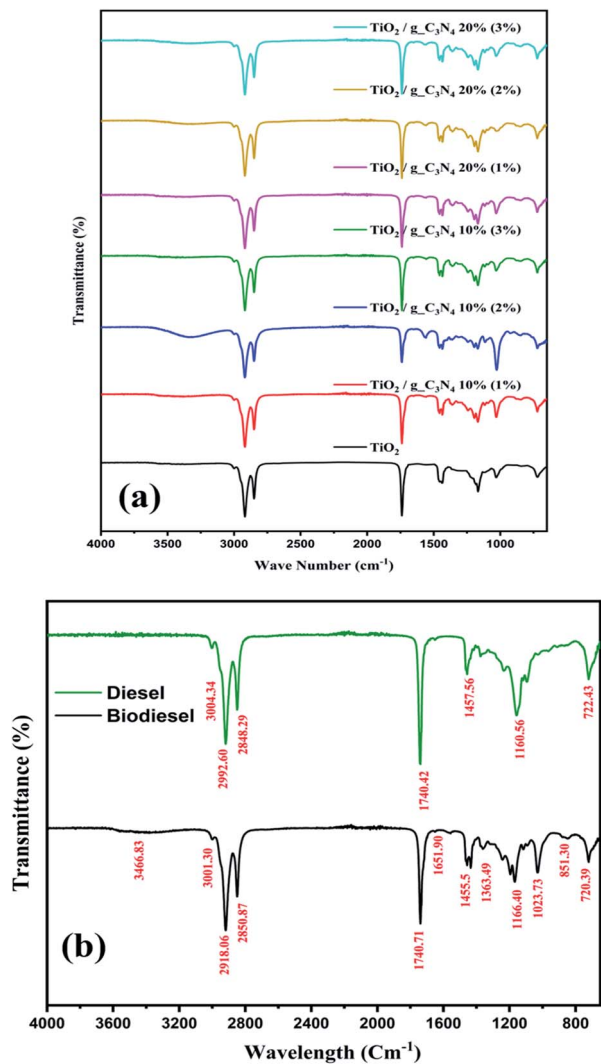 (a)
TiO2 / g_C3N4 20% (3%)
TiO2 / g_C3N4 20% (2%)
TiO2 / g_C3N4 20% (1%)
TiO2 / g_C3N4 10% (3%)
TiO2 / g_C3N4 10% (2%)
TiO2 / g_C3N4 10% (1%)
TiO2
Transmittance (%)
4000 3500 3000 2500 2000 1500 1000
Wave Number (cm-1)
(b)
Diesel
Biodiesel
3004.34
2992.60
2848.29
1740.42
1457.56
1160.56
722.43
3466.83
3001.30
2918.06
2850.87
1740.71
1651.90
1455.5
1363.49
1166.40
1023.73
851.30
720.39
Transmittance (%)
4000 3600 3200 2800 2400 2000 1600 1200 800
Wavelength (Cm-1)